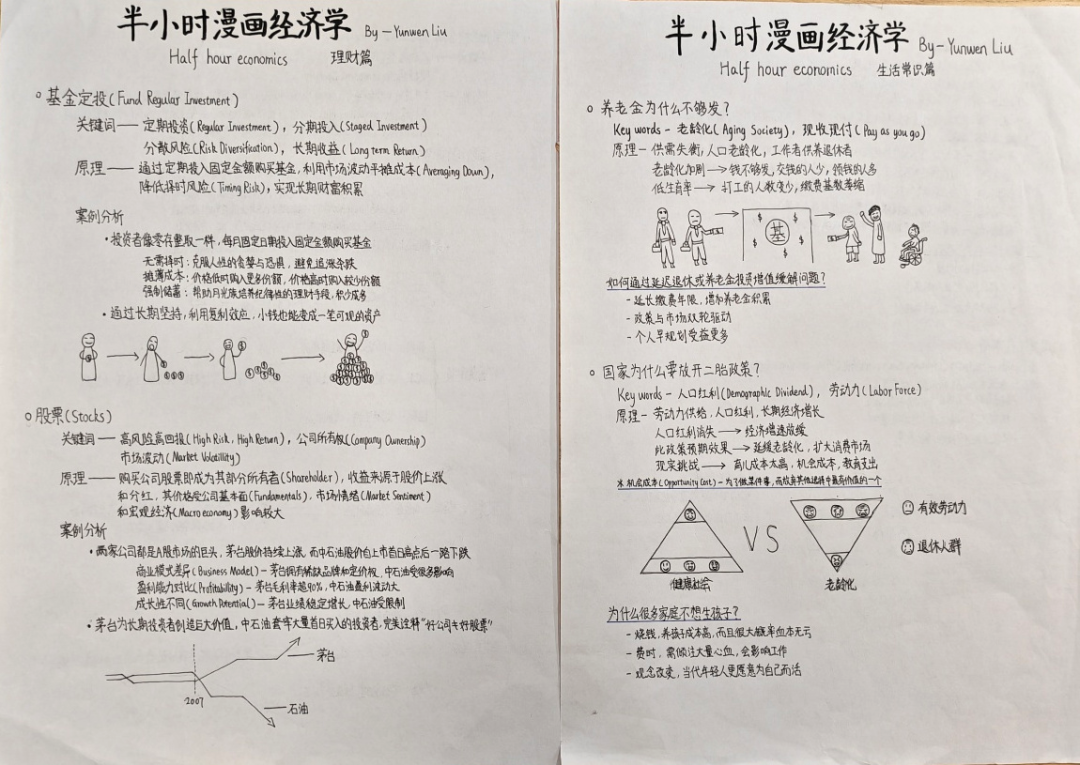 半小时漫画经济学 By—Yunwen Liu
Half hour economics 理财篇
基金定投(Fund Regular Investment)
关键词—— 定期投资(Regular Investment), 分期投入(Staged Investment)
分散风险(Risk Diversification), 长期收益(Long term Return)
原理—— 通过定期投入固定金额购买基金, 利用市场波动平摊成本(Averaging Down),
降低择时风险(Timing Risk), 实现长期财富积累
案例分析
• 投资者像零存整取一样, 每月固定日期投入固定金额购买基金
无需择时: 克服人性的贪婪与恐惧, 避免追涨杀跌
摊薄成本: 价格低时购入更多份额, 价格高时购入较少份额
强制储蓄: 帮助月光族培养纪律性的理财手段, 积少成多
• 通过长期坚持, 利用复利效应, 小钱也能变成一笔可观的资产
股票(Stocks)
关键词—— 高风险高回报(High Risk, High Return), 公司所有权(Company Ownership)
市场波动(Market Volatillity)
原理—— 购买公司股票即成为其部分所有者(Shareholder), 收益来源于股价上涨
和分红, 其价格受公司基本面(Fundamentals), 市场情绪(Market Sentiment)
和宏观经济(Macro economy)影响较大
案例分析
• 两家公司都是A股市场的巨头, 茅台股价持续上涨, 而中石油股价自上市首日高点后一路下跌
商业模式差异(Business Model)— 茅台拥有稀缺品牌和定价权, 中石油受很多影响
盈利能力对比(Profitability)— 茅台毛利率超90%, 中石油盈利波动大
成长性不同(Growth Potential)— 茅台业绩稳定增长, 中石油受限制
• 茅台为长期投资者创造巨大价值, 中石油套牢大量首日买入的投资者, 完美诠释“好公司≠好股票”
茅台
2007
石油
半小时漫画经济学 By—Yunwen Liu
Half hour economics 生活常识篇
养老金为什么不够发?
Key words— 老龄化(Aging Society), 现收现付(Pay as you go)
原理— 供需失衡, 人口老龄化, 工作者供养退休者
老龄化加剧→钱不够发, 交钱的人少, 领钱的人多
低生育率→ 打工的人数变少, 缴费基数萎缩
$ $
$ 基 $
$ $
如何通过延迟退休或养老金投资增值缓解问题?
- 延长缴费年限, 增加养老金积累
- 政策与市场双轮驱动
- 个人早规划受益更多
国家为什么要放开二胎政策?
Key words— 人口红利(Demographic Dividend), 劳动力(Labor Force)
原理— 劳动力供给, 人口红利, 长期经济增长
人口红利消失→ 经济增速放缓
此政策预期效果→ 延缓老龄化, 扩大消费市场
现实挑战→ 育儿成本太高, 机会成本, 教育支出
※ 机会成本(Opportunity Cost)— 为了做某件事, 而放弃其他选择中最有价值的一个
VS
有效劳动力
退休人群
健康社会 老龄化
为什么很多家庭不想生孩子?
- 烧钱, 养孩子成本高, 而且很大概率血本无亏
- 费时, 需倾注大量心血, 会影响工作
- 观念改变, 当代年轻人更愿意为自己而活